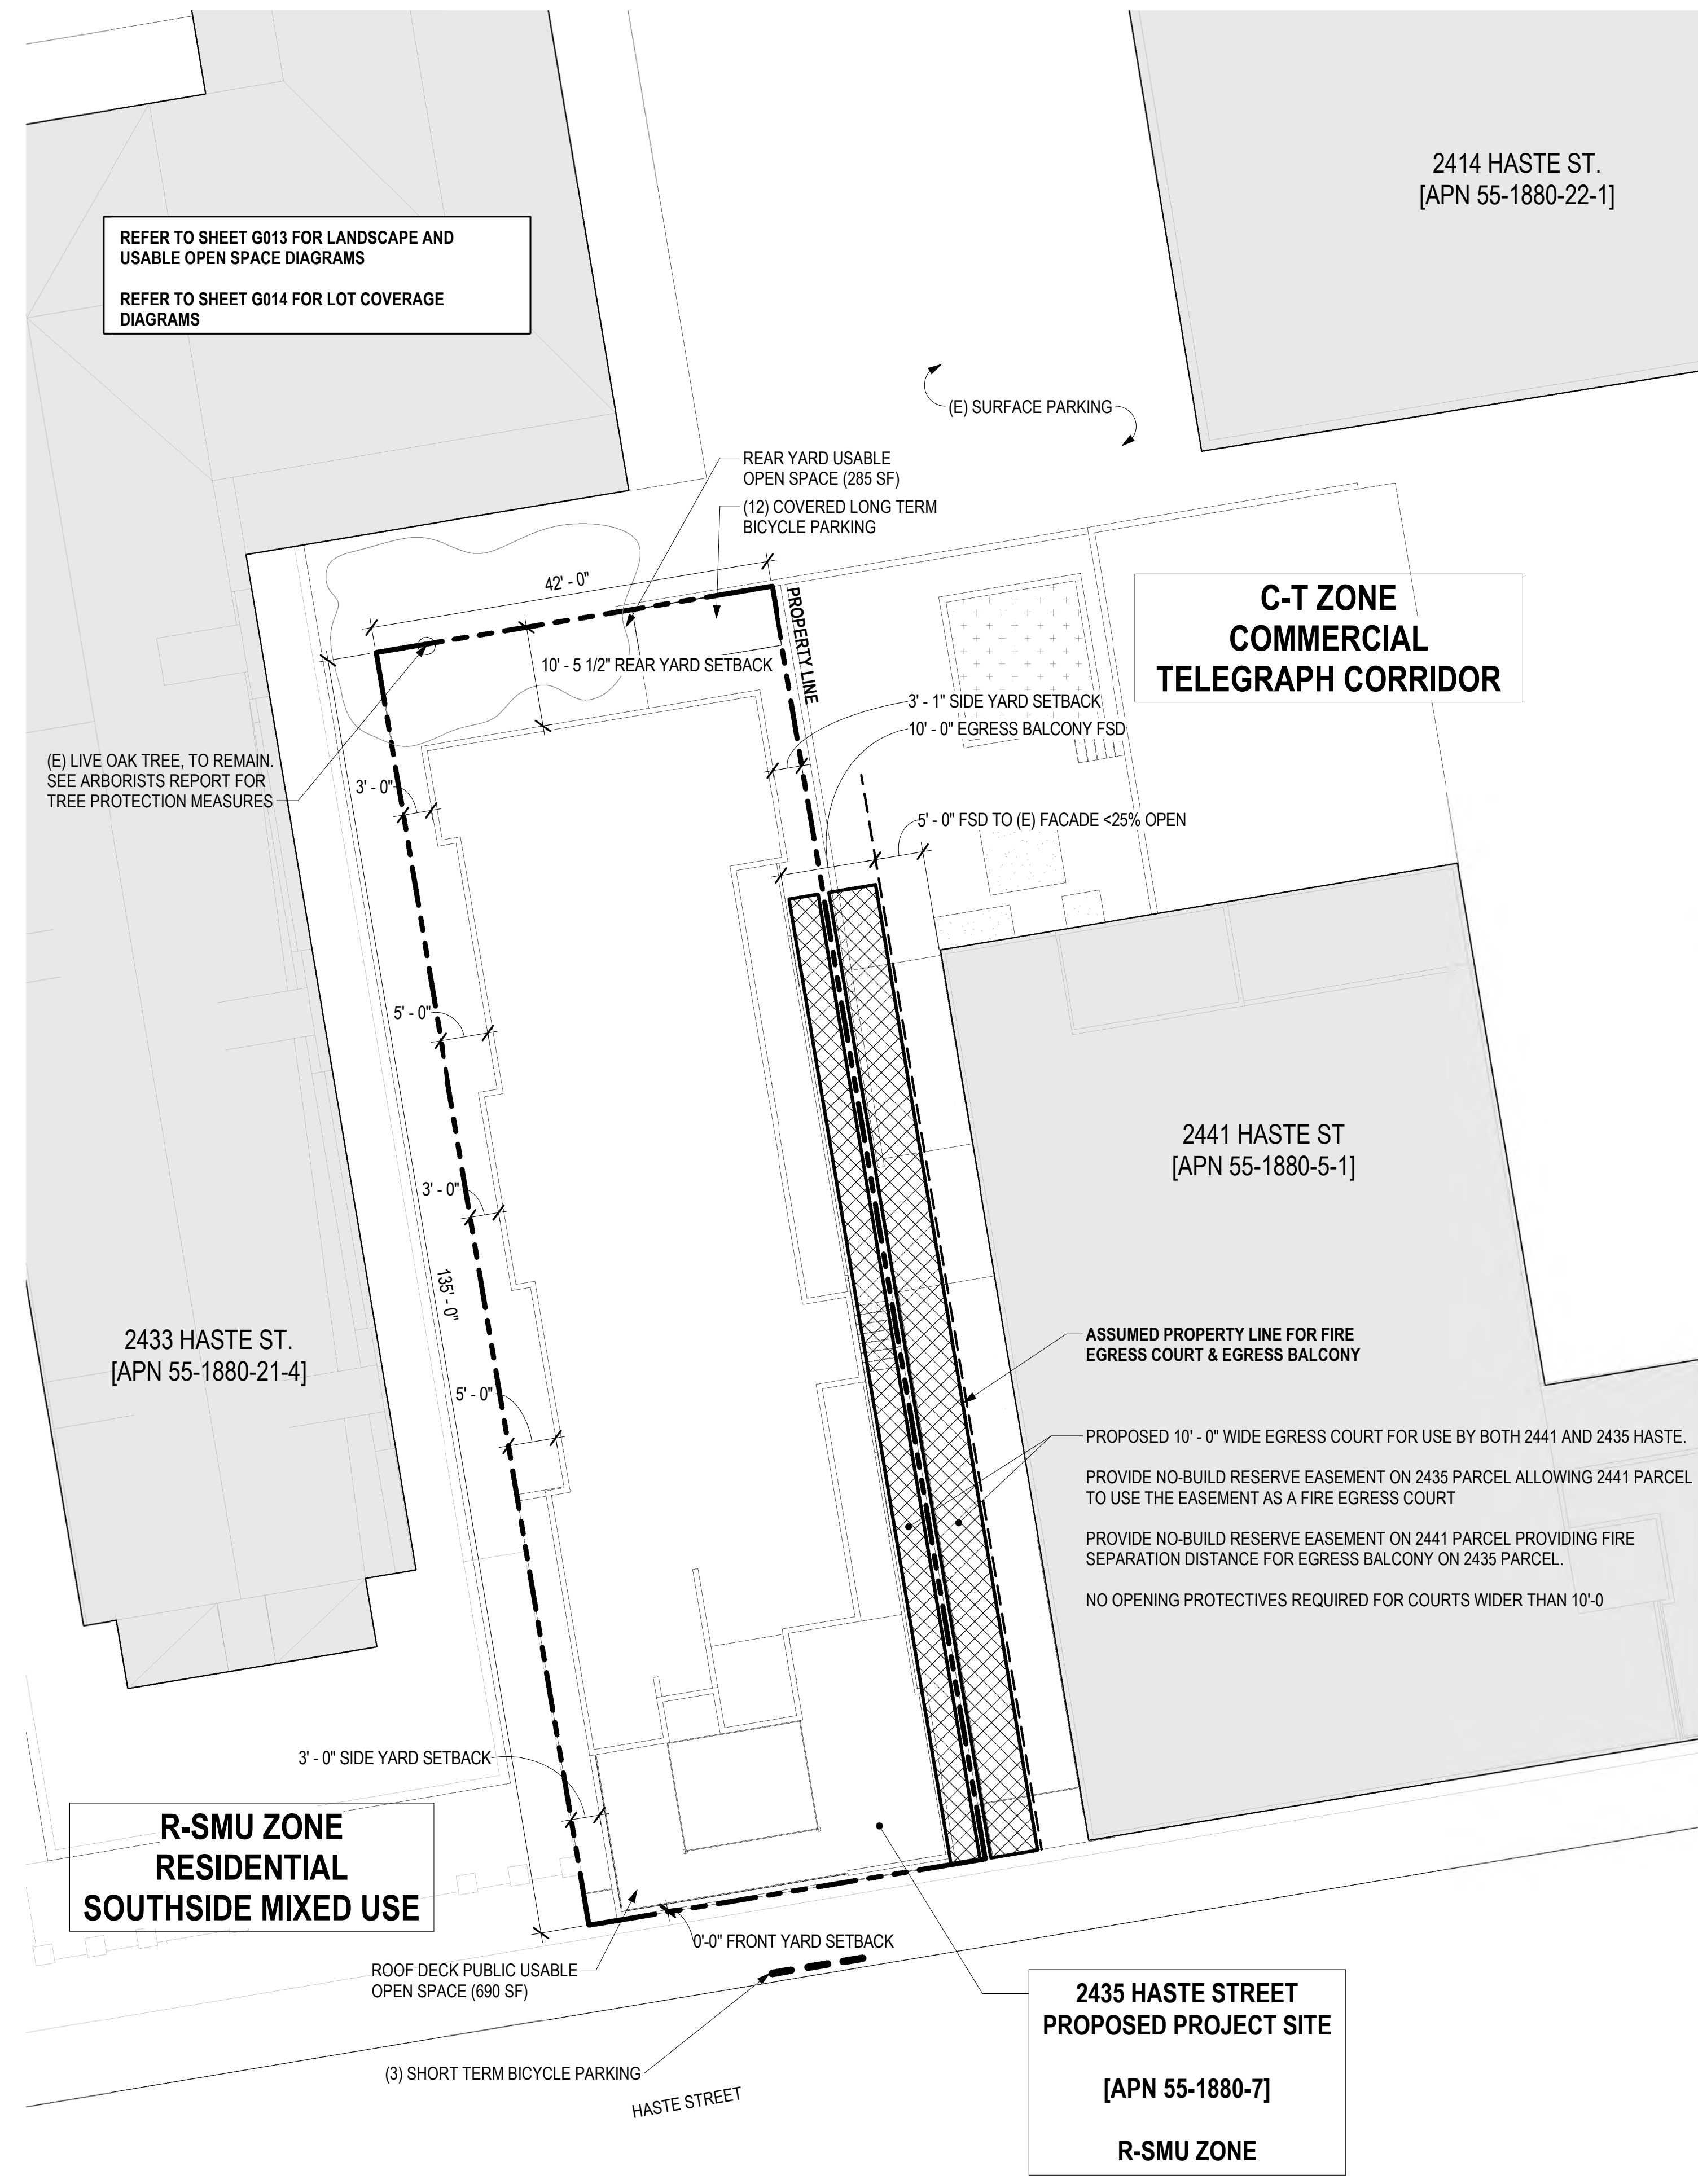 2414 HASTE ST.
[APN 55-1880-22-1]
REFER TO SHEET G013 FOR LANDSCAPE AND
USABLE OPEN SPACE DIAGRAMS
REFER TO SHEET G014 FOR LOT COVERAGE
DIAGRAMS
(E) SURFACE PARKING
REAR YARD USABLE
OPEN SPACE (285 SF)
(12) COVERED LONG TERM
BICYCLE PARKING
42' - 0"
PROPERTY LINE
C-T ZONE
COMMERCIAL
TELEGRAPH CORRIDOR
10' - 5 1/2" REAR YARD SETBACK
3' - 1" SIDE YARD SETBACK
10' - 0" EGRESS BALCONY FSD
(E) LIVE OAK TREE, TO REMAIN.
SEE ARBORISTS REPORT FOR
TREE PROTECTION MEASURES
3' - 0"
5' - 0" FSD TO (E) FACADE <25% OPEN
5' - 0"
2441 HASTE ST
[APN 55-1880-5-1]
3' - 0"
135' - 0"
2433 HASTE ST.
[APN 55-1880-21-4]
ASSUMED PROPERTY LINE FOR FIRE
EGRESS COURT & EGRESS BALCONY
5' - 0"
PROPOSED 10' - 0" WIDE EGRESS COURT FOR USE BY BOTH 2441 AND 2435 HASTE.
PROVIDE NO-BUILD RESERVE EASEMENT ON 2435 PARCEL ALLOWING 2441 PARCEL
TO USE THE EASEMENT AS A FIRE EGRESS COURT
PROVIDE NO-BUILD RESERVE EASEMENT ON 2441 PARCEL PROVIDING FIRE
SEPARATION DISTANCE FOR EGRESS BALCONY ON 2435 PARCEL.
NO OPENING PROTECTIVES REQUIRED FOR COURTS WIDER THAN 10'-0
3' - 0" SIDE YARD SETBACK
R-SMU ZONE
RESIDENTIAL
SOUTHSIDE MIXED USE
0'-0" FRONT YARD SETBACK
ROOF DECK PUBLIC USABLE
OPEN SPACE (690 SF)
2435 HASTE STREET
PROPOSED PROJECT SITE
[APN 55-1880-7]
R-SMU ZONE
(3) SHORT TERM BICYCLE PARKING
HASTE STREET